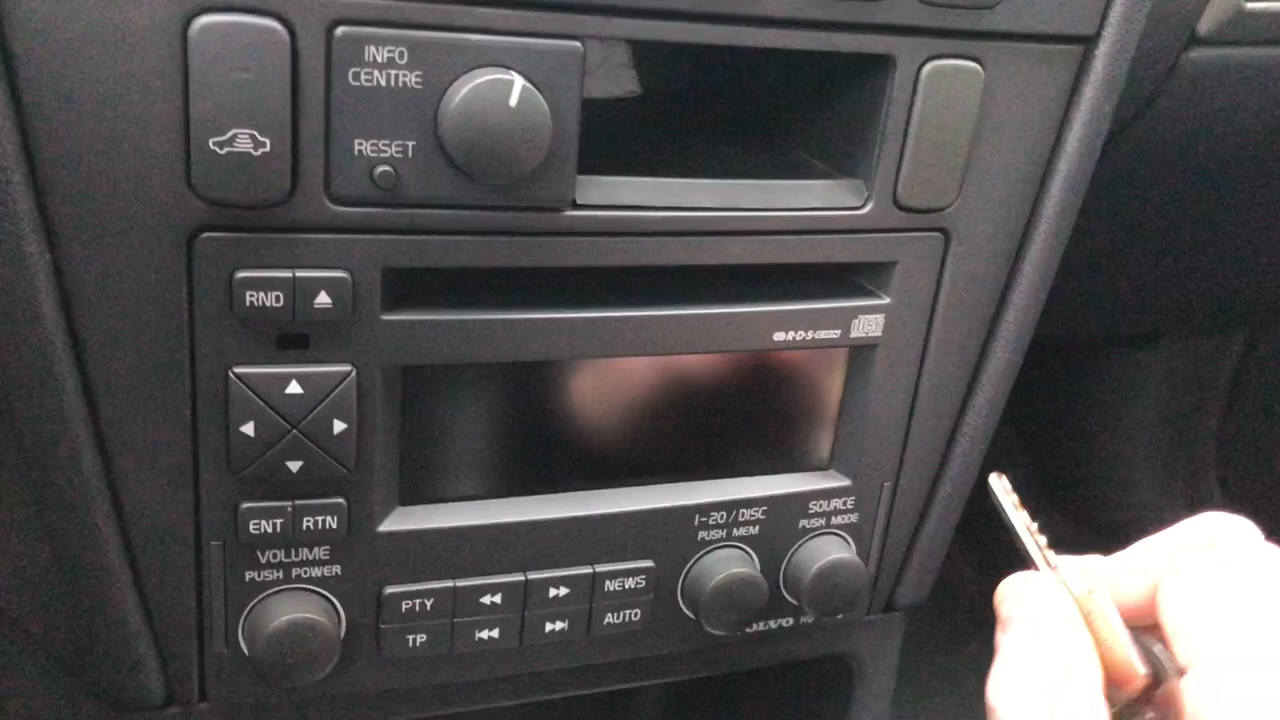 INFO
CENTRE
RESET
RND
R·D·S
disc
ENT RTN
VOLUME
PUSH POWER
1-20 / DISC
PUSH MEM
SOURCE
PUSH MODE
PTY
TP
NEWS
AUTO
VOLVO